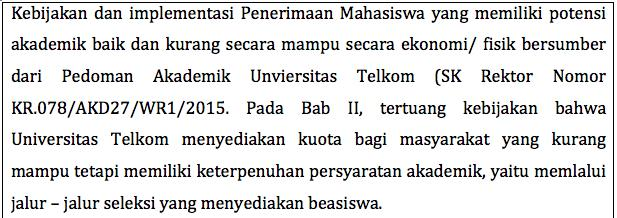 Kebijakan dan implementasi Penerimaan Mahasiswa yang memiliki potensi
akademik baik dan kurang secara mampu secara ekonomi/ fisik bersumber
dari Pedoman Akademik Unviersitas Telkom (SK Rektor Nomor
KR.078/AKD27/WR1/2015. Pada Bab II, tertuang kebijakan bahwa
Universitas Telkom menyediakan kuota bagi masyarakat yang kurang
mampu tetapi memiliki keterpenuhan persyaratan akademik, yaitu memlalui
jalur – jalur seleksi yang menyediakan beasiswa.